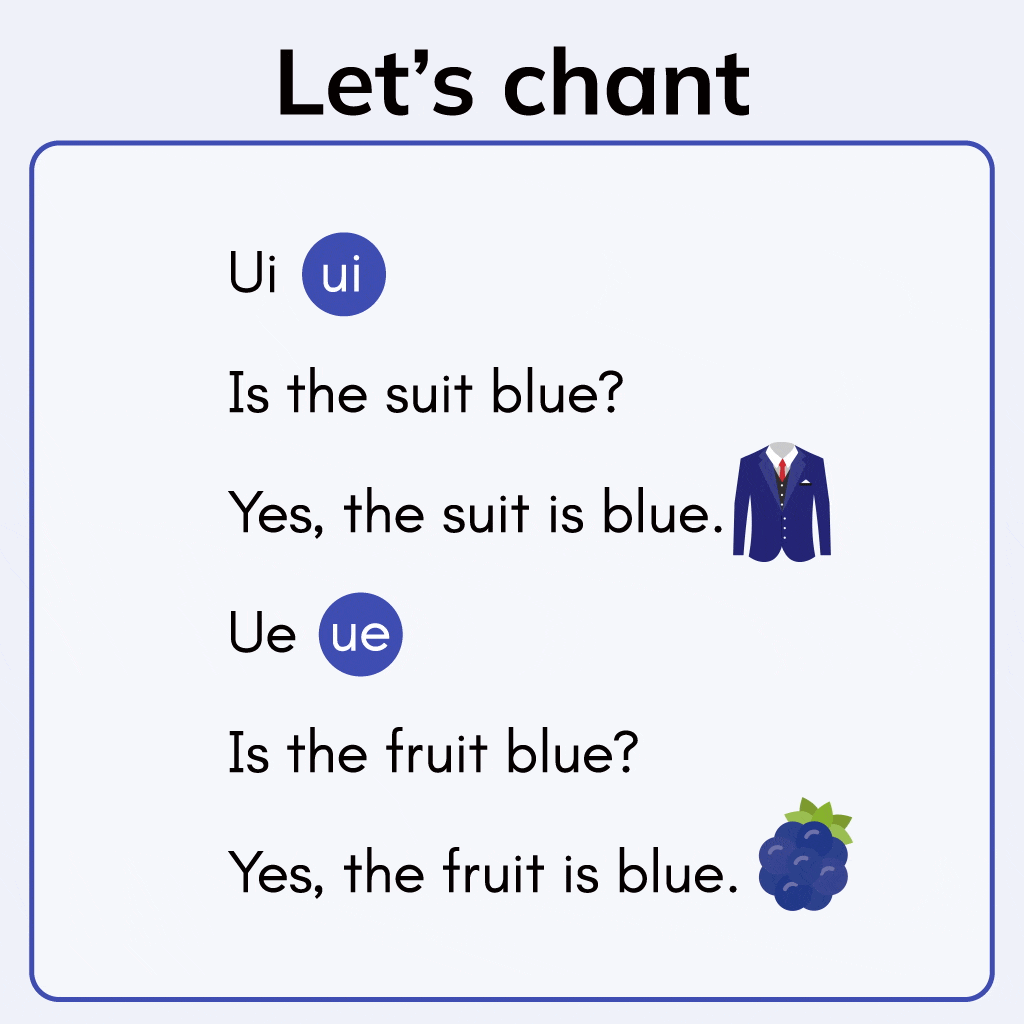 Let’s chant
Ui ui
Is the suit blue?
Yes, the suit is blue.
Ue ue
Is the fruit blue?
Yes, the fruit is blue.